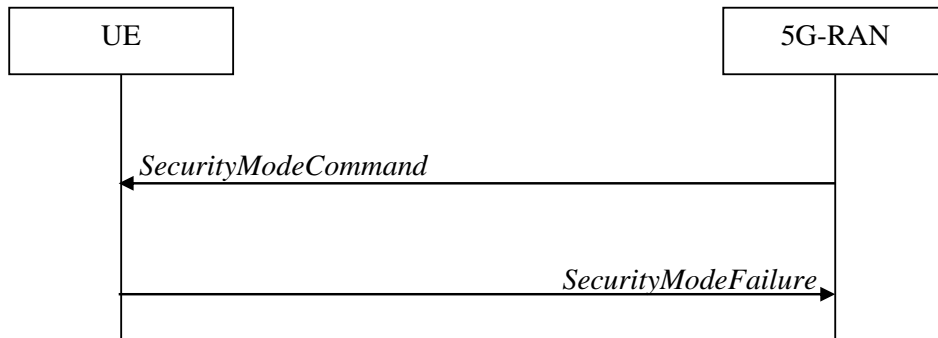 UE
5G-RAN
SecurityModeCommand
SecurityModeFailure